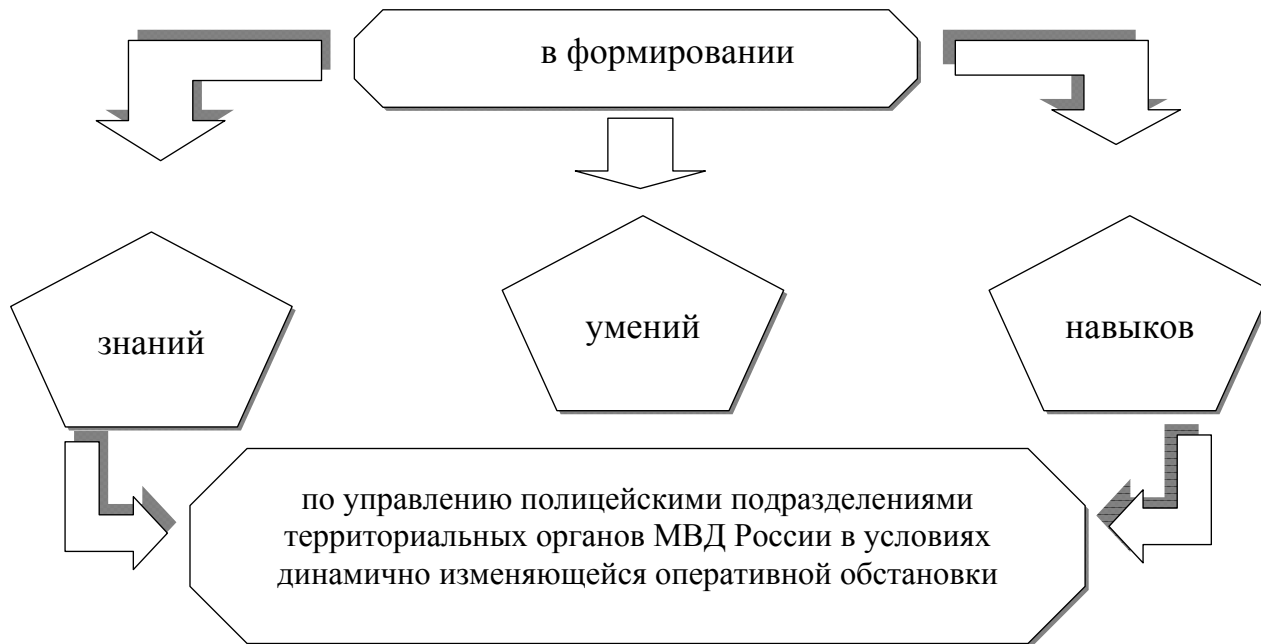 в формировании
знаний
умений
навыков
по управлению полицейскими подразделениями
территориальных органов МВД России в условиях
динамично изменяющейся оперативной обстановки